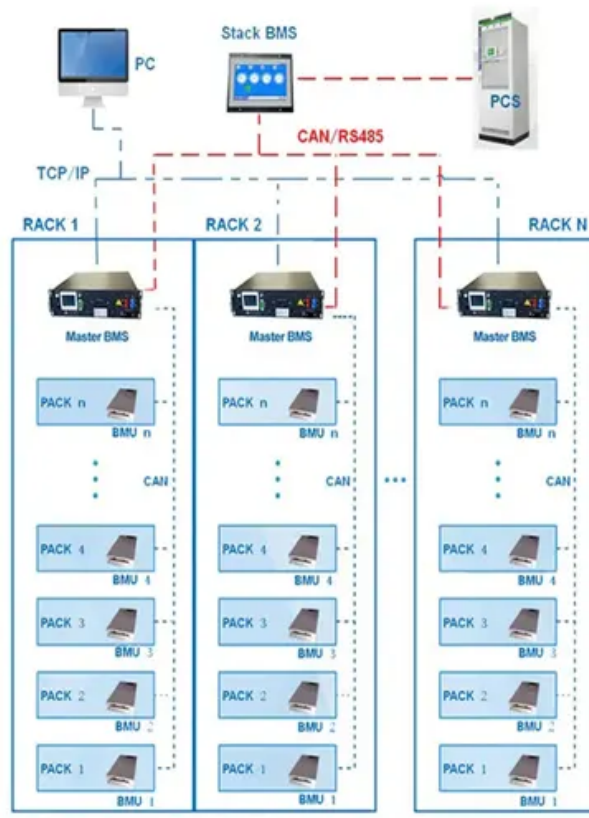 Stack BMS
PC
PCS
CAN/RS485
TCP/IP
RACK 1
RACK 2
RACK N
Master BMS
Master BMS
Master BMS
PACK n
BMU n
PACK n
BMU n
PACK n
BMU n
CAN
CAN
CAN
PACK 4
BMU 4
PACK 4
BMU 4
PACK 4
BMU 4
PACK 3
BMU 3
PACK 3
BMU 3
PACK 3
BMU 3
PACK 2
BMU 2
PACK 2
BMU 2
PACK 2
BMU 2
PACK 1
BMU 1
PACK 1
BMU 1
PACK 1
BMU 1